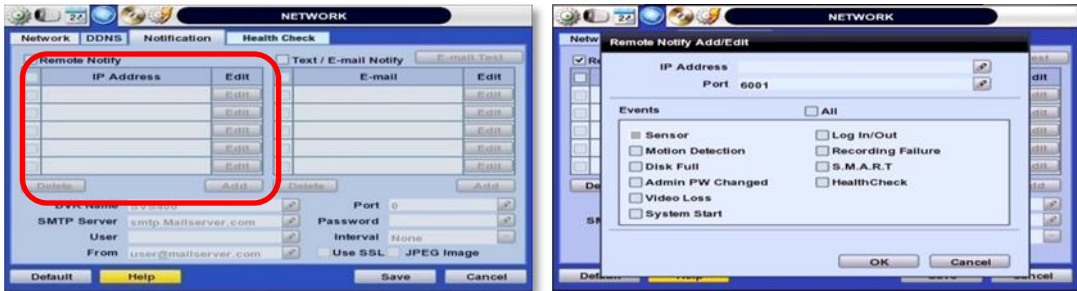 NETWORK
Network DDNS Notification Health Check
Remote Notify Text / E-mail Notify E-mail Test
IP Address Edit E-mail Edit
Edit Edit
Edit Edit
Edit Edit
Edit Edit
Edit Edit
Delete Add Delete Add
DVR Name SVS400 Port 0
SMTP Server smtp.Mailserver.com Password
User Interval None
From user@mailserver.com Use SSL JPEG Image
Default Help Save Cancel
NETWORK
Netw
Remote Notify Add/Edit
IP Address
Port 6001
Events All
Sensor Log In/Out
Motion Detection Recording Failure
Disk Full S.M.A.R.T
Admin PW Changed HealthCheck
Video Loss
System Start
OK Cancel